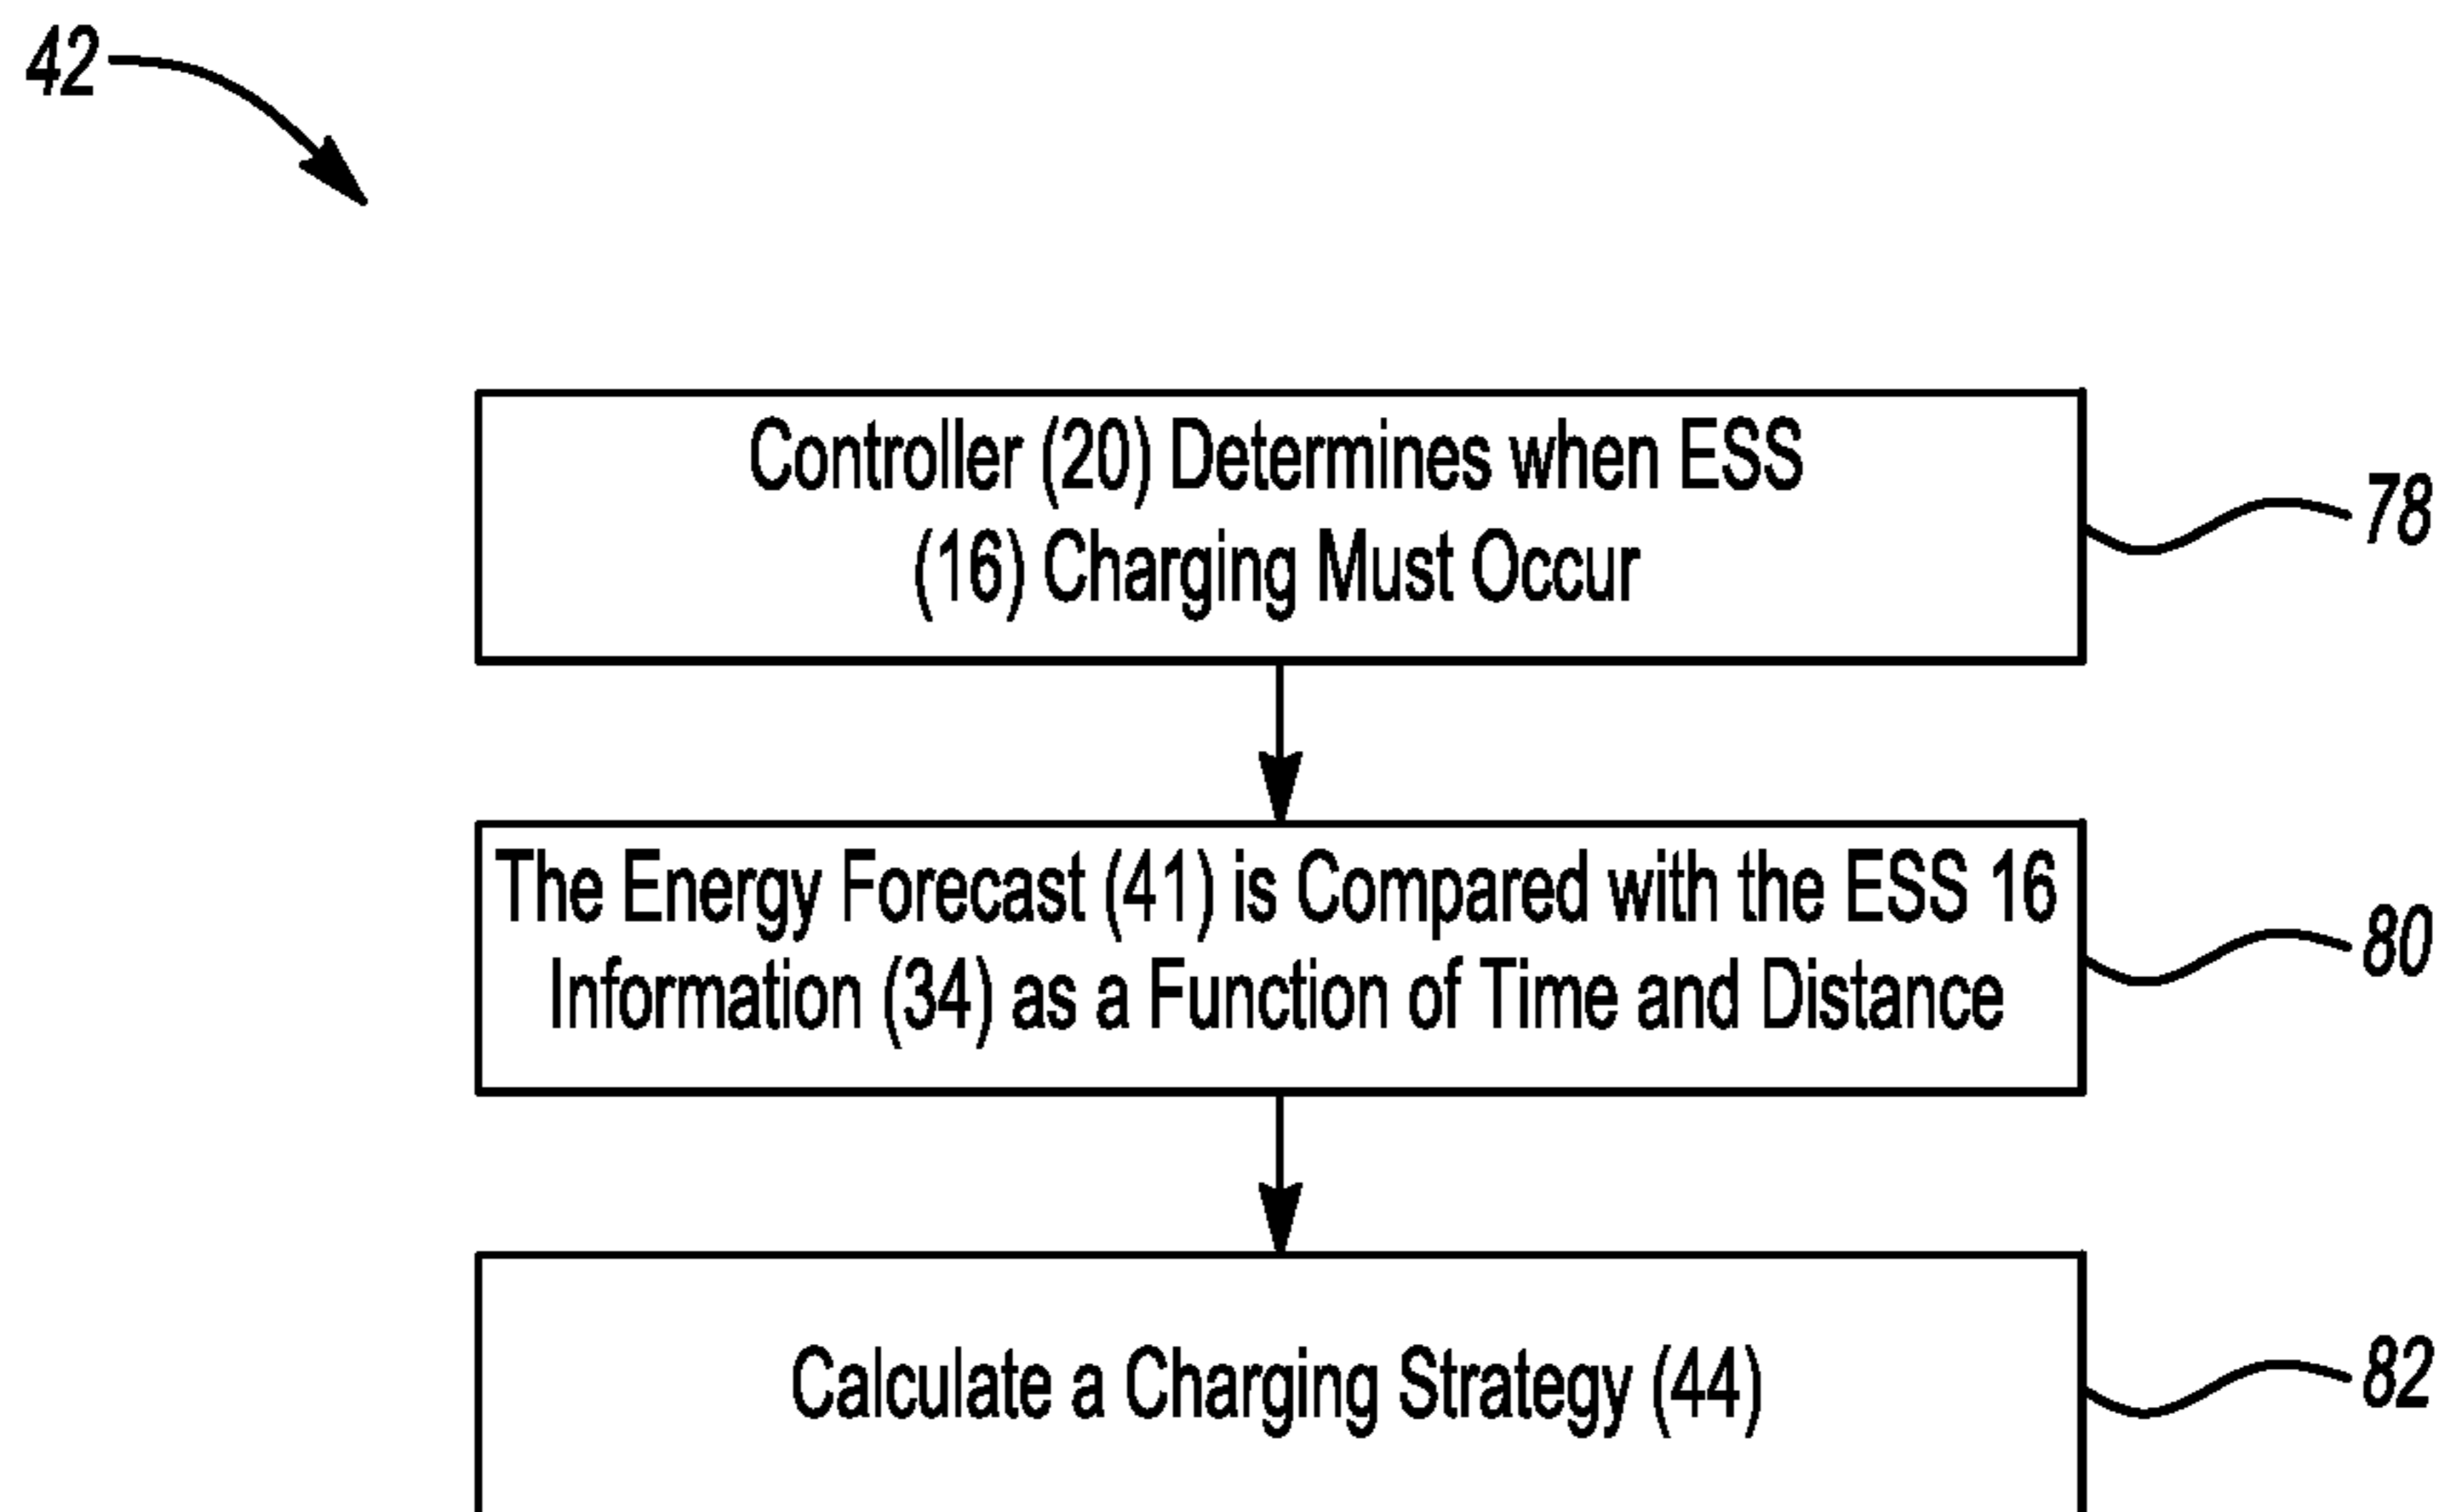 42
Controller (20) Determines when ESS
(16) Charging Must Occur
78
The Energy Forecast (41) is Compared with the ESS 16
Information (34) as a Function of Time and Distance
80
Calculate a Charging Strategy (44)
82